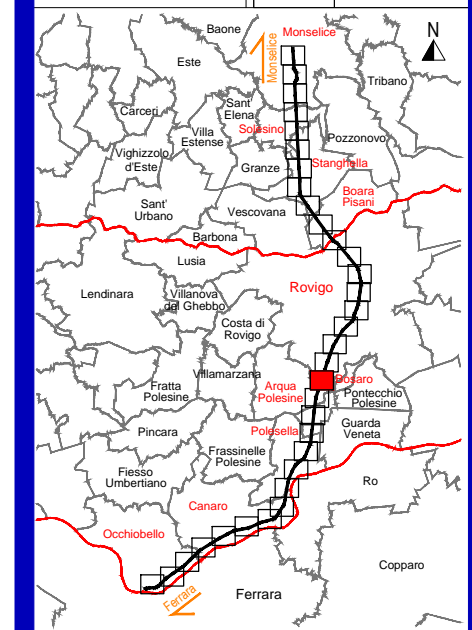 Baone
Monselice
N
Monselice
Este
Tribano
Carceri
Sant'
Elena
Solesino
Villa
Estense
Pozzonovo
Vighizzolo
d'Este
Granze
Stanghella
Boara
Pisani
Sant'
Urbano
Vescovana
Barbona
Lusia
Rovigo
Lendinara
Villanova
del Ghebbo
Costa di
Rovigo
Villamarzana
Fratta
Polesine
Arqua
Polesine
Bosaro
Pontecchio
Polesine
Pincara
Polesella
Guarda
Veneta
Frassinelle
Polesine
Fiesso
Umbertiano
Ro
Canaro
Occhiobello
Copparo
Ferrara
Ferrara